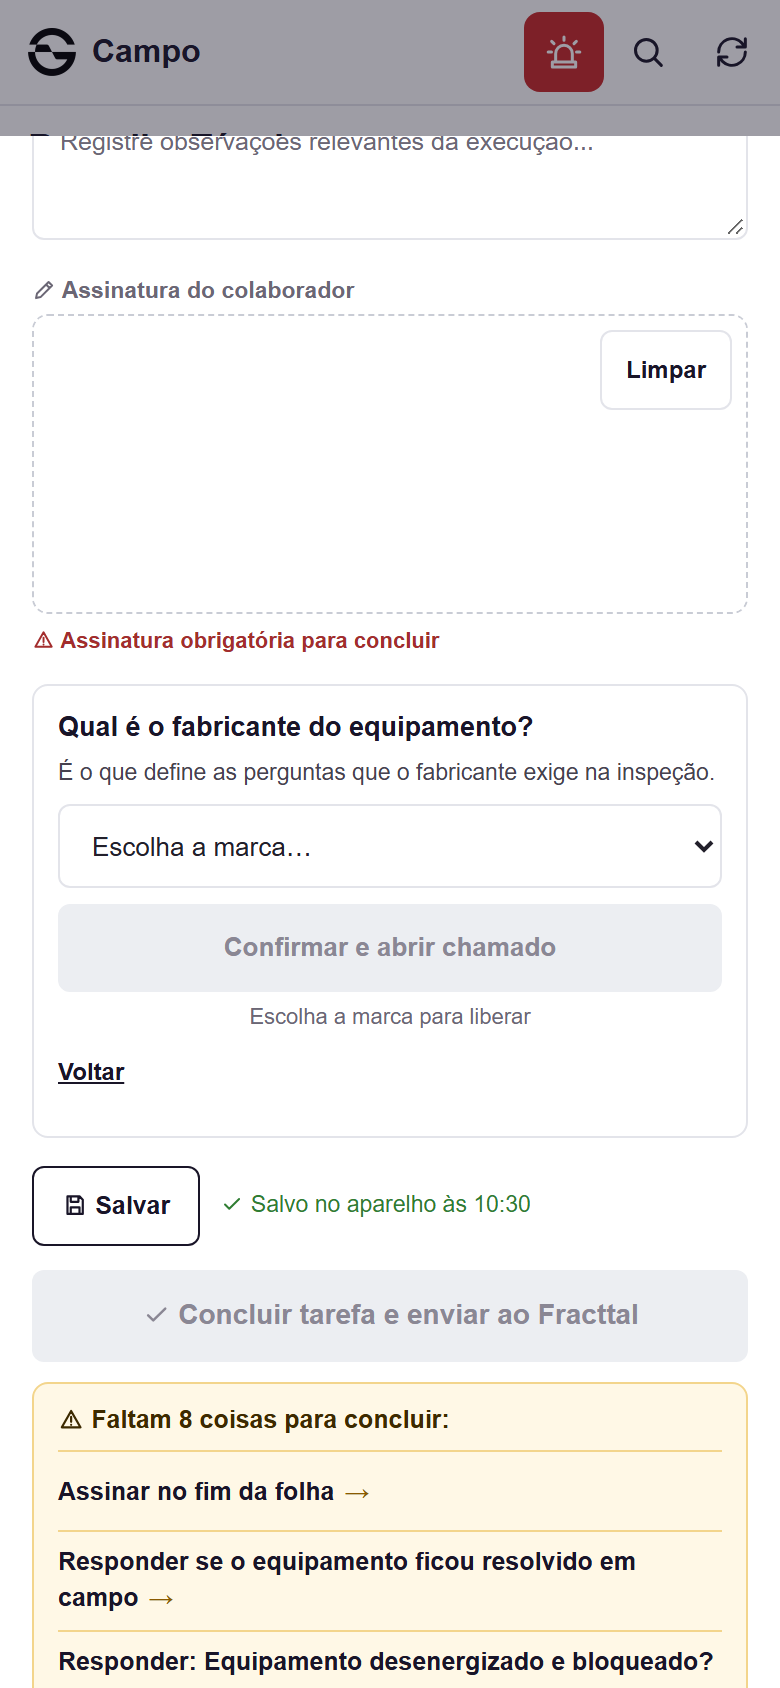 Campo
Registre observações relevantes da execução...
Assinatura do colaborador
Limpar
Assinatura obrigatória para concluir
Qual é o fabricante do equipamento?
É o que define as perguntas que o fabricante exige na inspeção.
Escolha a marca...
Confirmar e abrir chamado
Escolha a marca para liberar
Voltar
Salvar
Salvo no aparelho às 10:30
Concluir tarefa e enviar ao Fracttal
Faltam 8 coisas para concluir:
Assinar no fim da folha →
Responder se o equipamento ficou resolvido em
campo →
Responder: Equipamento desenergizado e bloqueado?